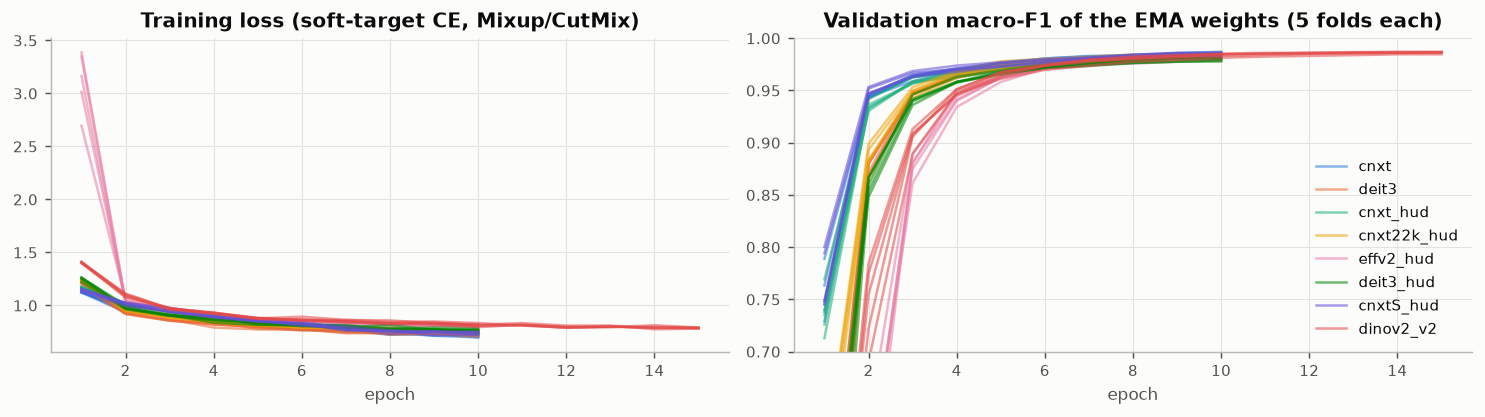 Training loss (soft-target CE, Mixup/CutMix)
3.5
3.0
2.5
2.0
1.5
1.0
2 4 6 8 10 12 14
epoch
Validation macro-F1 of the EMA weights (5 folds each)
1.00
0.95
0.90
0.85
0.80
0.75
0.70
cnxt
deit3
cnxt_hud
cnxt22k_hud
effv2_hud
deit3_hud
cnxtS_hud
dinov2_v2
2 4 6 8 10 12 14
epoch